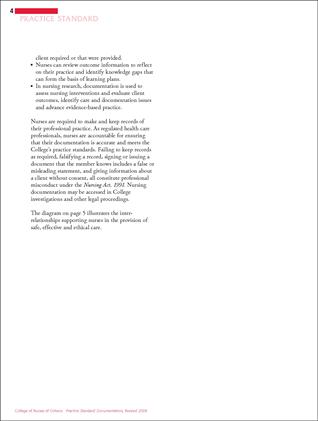 4
PRACTICE STANDARD
client required or that were provided.
• Nurses can review outcome information to reflect
on their practice and identify knowledge gaps that
can form the basis of learning plans.
• In nursing research, documentation is used to
assess nursing interventions and evaluate client
outcomes, identify care and documentation issues
and advance evidence-based practice.
Nurses are required to make and keep records of
their professional practice. As regulated health care
professionals, nurses are accountable for ensuring
that their documentation is accurate and meets the
College's practice standards. Failing to keep records
as required, falsifying a record, signing or issuing a
document that the member knows includes a false or
misleading statement, and giving information about
a client without consent, all constitute professional
misconduct under the Nursing Act, 1991. Nursing
documentation may be accessed in College
investigations and other legal proceedings.
The diagram on page 5 illustrates the inter-
relationships supporting nurses in the provision of
safe, effective and ethical care.
College of Nurses of Ontario Practice Standard: Documentation, Revised 2008